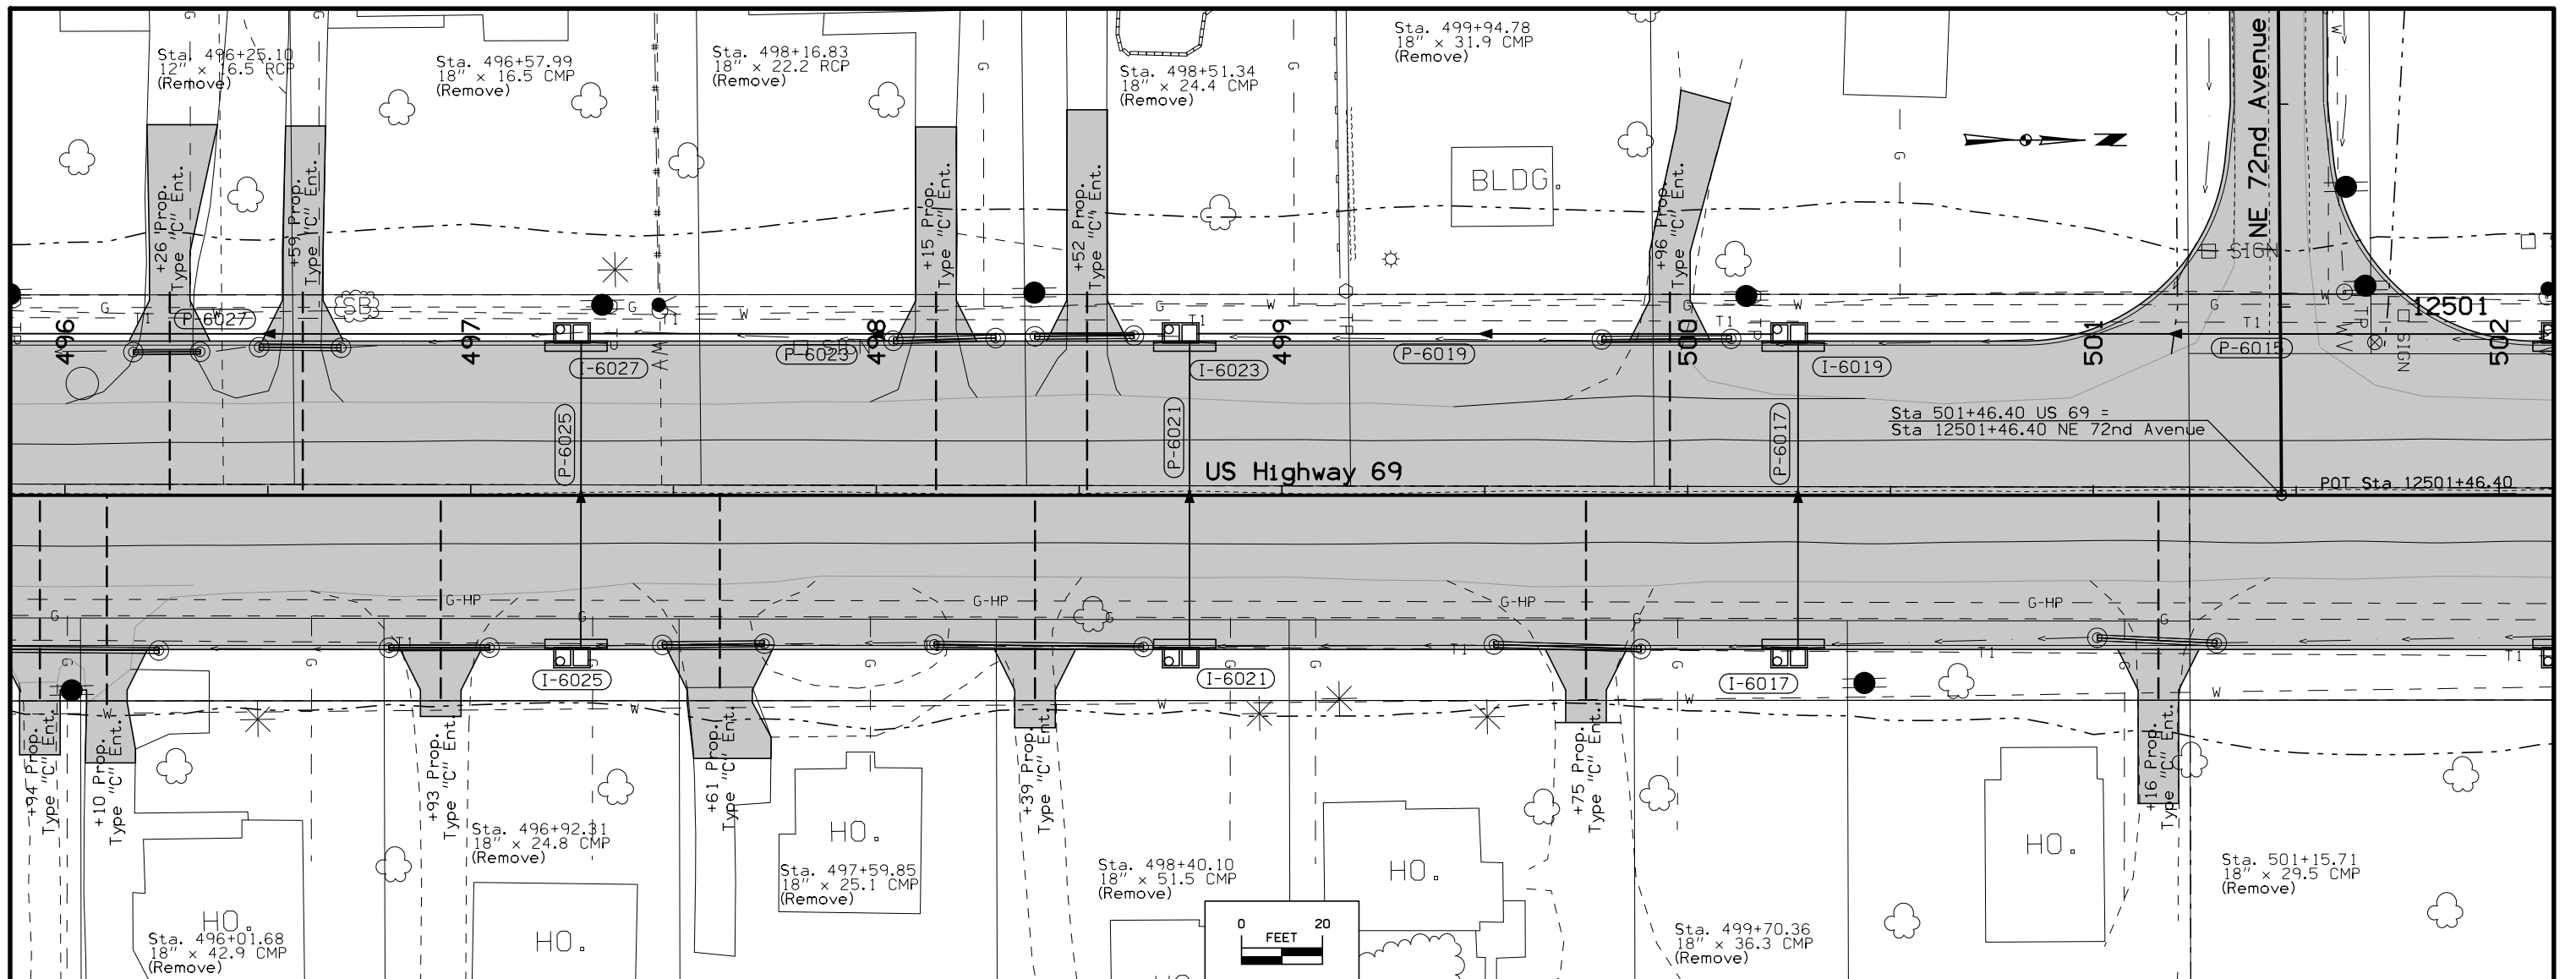 Sta. 496+25.10
12" x 16.5 RCP
(Remove)
Sta. 496+57.99
18" x 16.5 CMP
(Remove)
Sta. 498+16.83
18" x 22.2 RCP
(Remove)
Sta. 498+51.34
18" x 24.4 CMP
(Remove)
Sta. 499+94.78
18" x 31.9 CMP
(Remove)
BLDG.
NE 72nd Avenue
+26 Prop.
Type "C" Ent.
+59 Prop.
Type "C" Ent.
+15 Prop.
Type "C" Ent.
+52 Prop.
Type "C" Ent.
+96 Prop.
Type "C" Ent.
SB
SIGN
SIGN
12501
496
497
498
499
500
501
502
P-6027
I-6027
P-6023
I-6023
P-6019
I-6019
P-6015
P-6025
P-6021
P-6017
Sta 501+46.40 US 69 =
Sta 12501+46.40 NE 72nd Avenue
US Highway 69
POT Sta 12501+46.40
G-HP
G-HP
G-HP
G-HP
I-6025
I-6021
I-6017
+94 Prop.
Type "C" Ent.
+10 Prop.
Type "C" Ent.
+93 Prop.
Type "C" Ent.
+61 Prop.
Type "C" Ent.
+39 Prop.
Type "C" Ent.
+75 Prop.
Type "C" Ent.
+16 Prop.
Type "C" Ent.
Sta. 496+92.31
18" x 24.8 CMP
(Remove)
HO.
Sta. 497+59.85
18" x 25.1 CMP
(Remove)
Sta. 498+40.10
18" x 51.5 CMP
(Remove)
HO.
HO.
Sta. 501+15.71
18" x 29.5 CMP
(Remove)
HO.
Sta. 496+01.68
18" x 42.9 CMP
(Remove)
HO.
Sta. 499+70.36
18" x 36.3 CMP
(Remove)
0 20
FEET